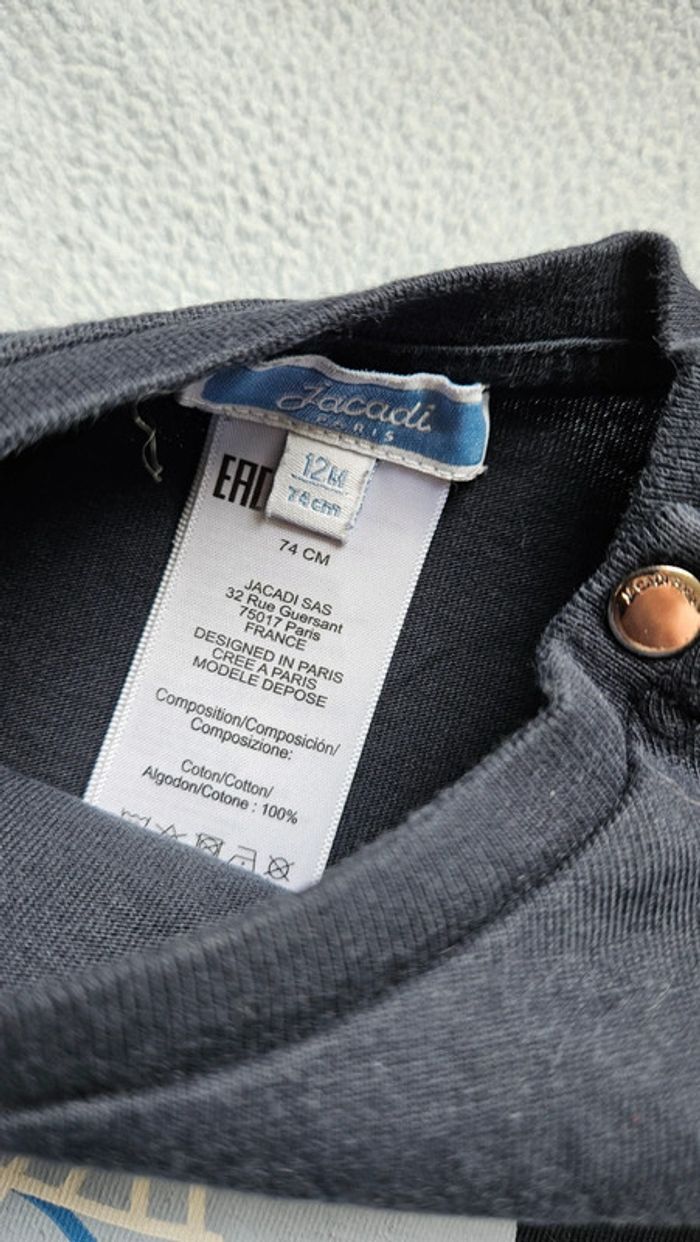 Jacadi
PARIS
12M
74cm
EAC
74 CM
JACADI SAS
32 Rue Guersant
75017 Paris
FRANCE
DESIGNED IN PARIS
CREE A PARIS
MODELE DEPOSE
Composition/Composición/
Composizione:
Coton/Cotton/
Algodon/Cotone : 100%
JACADI